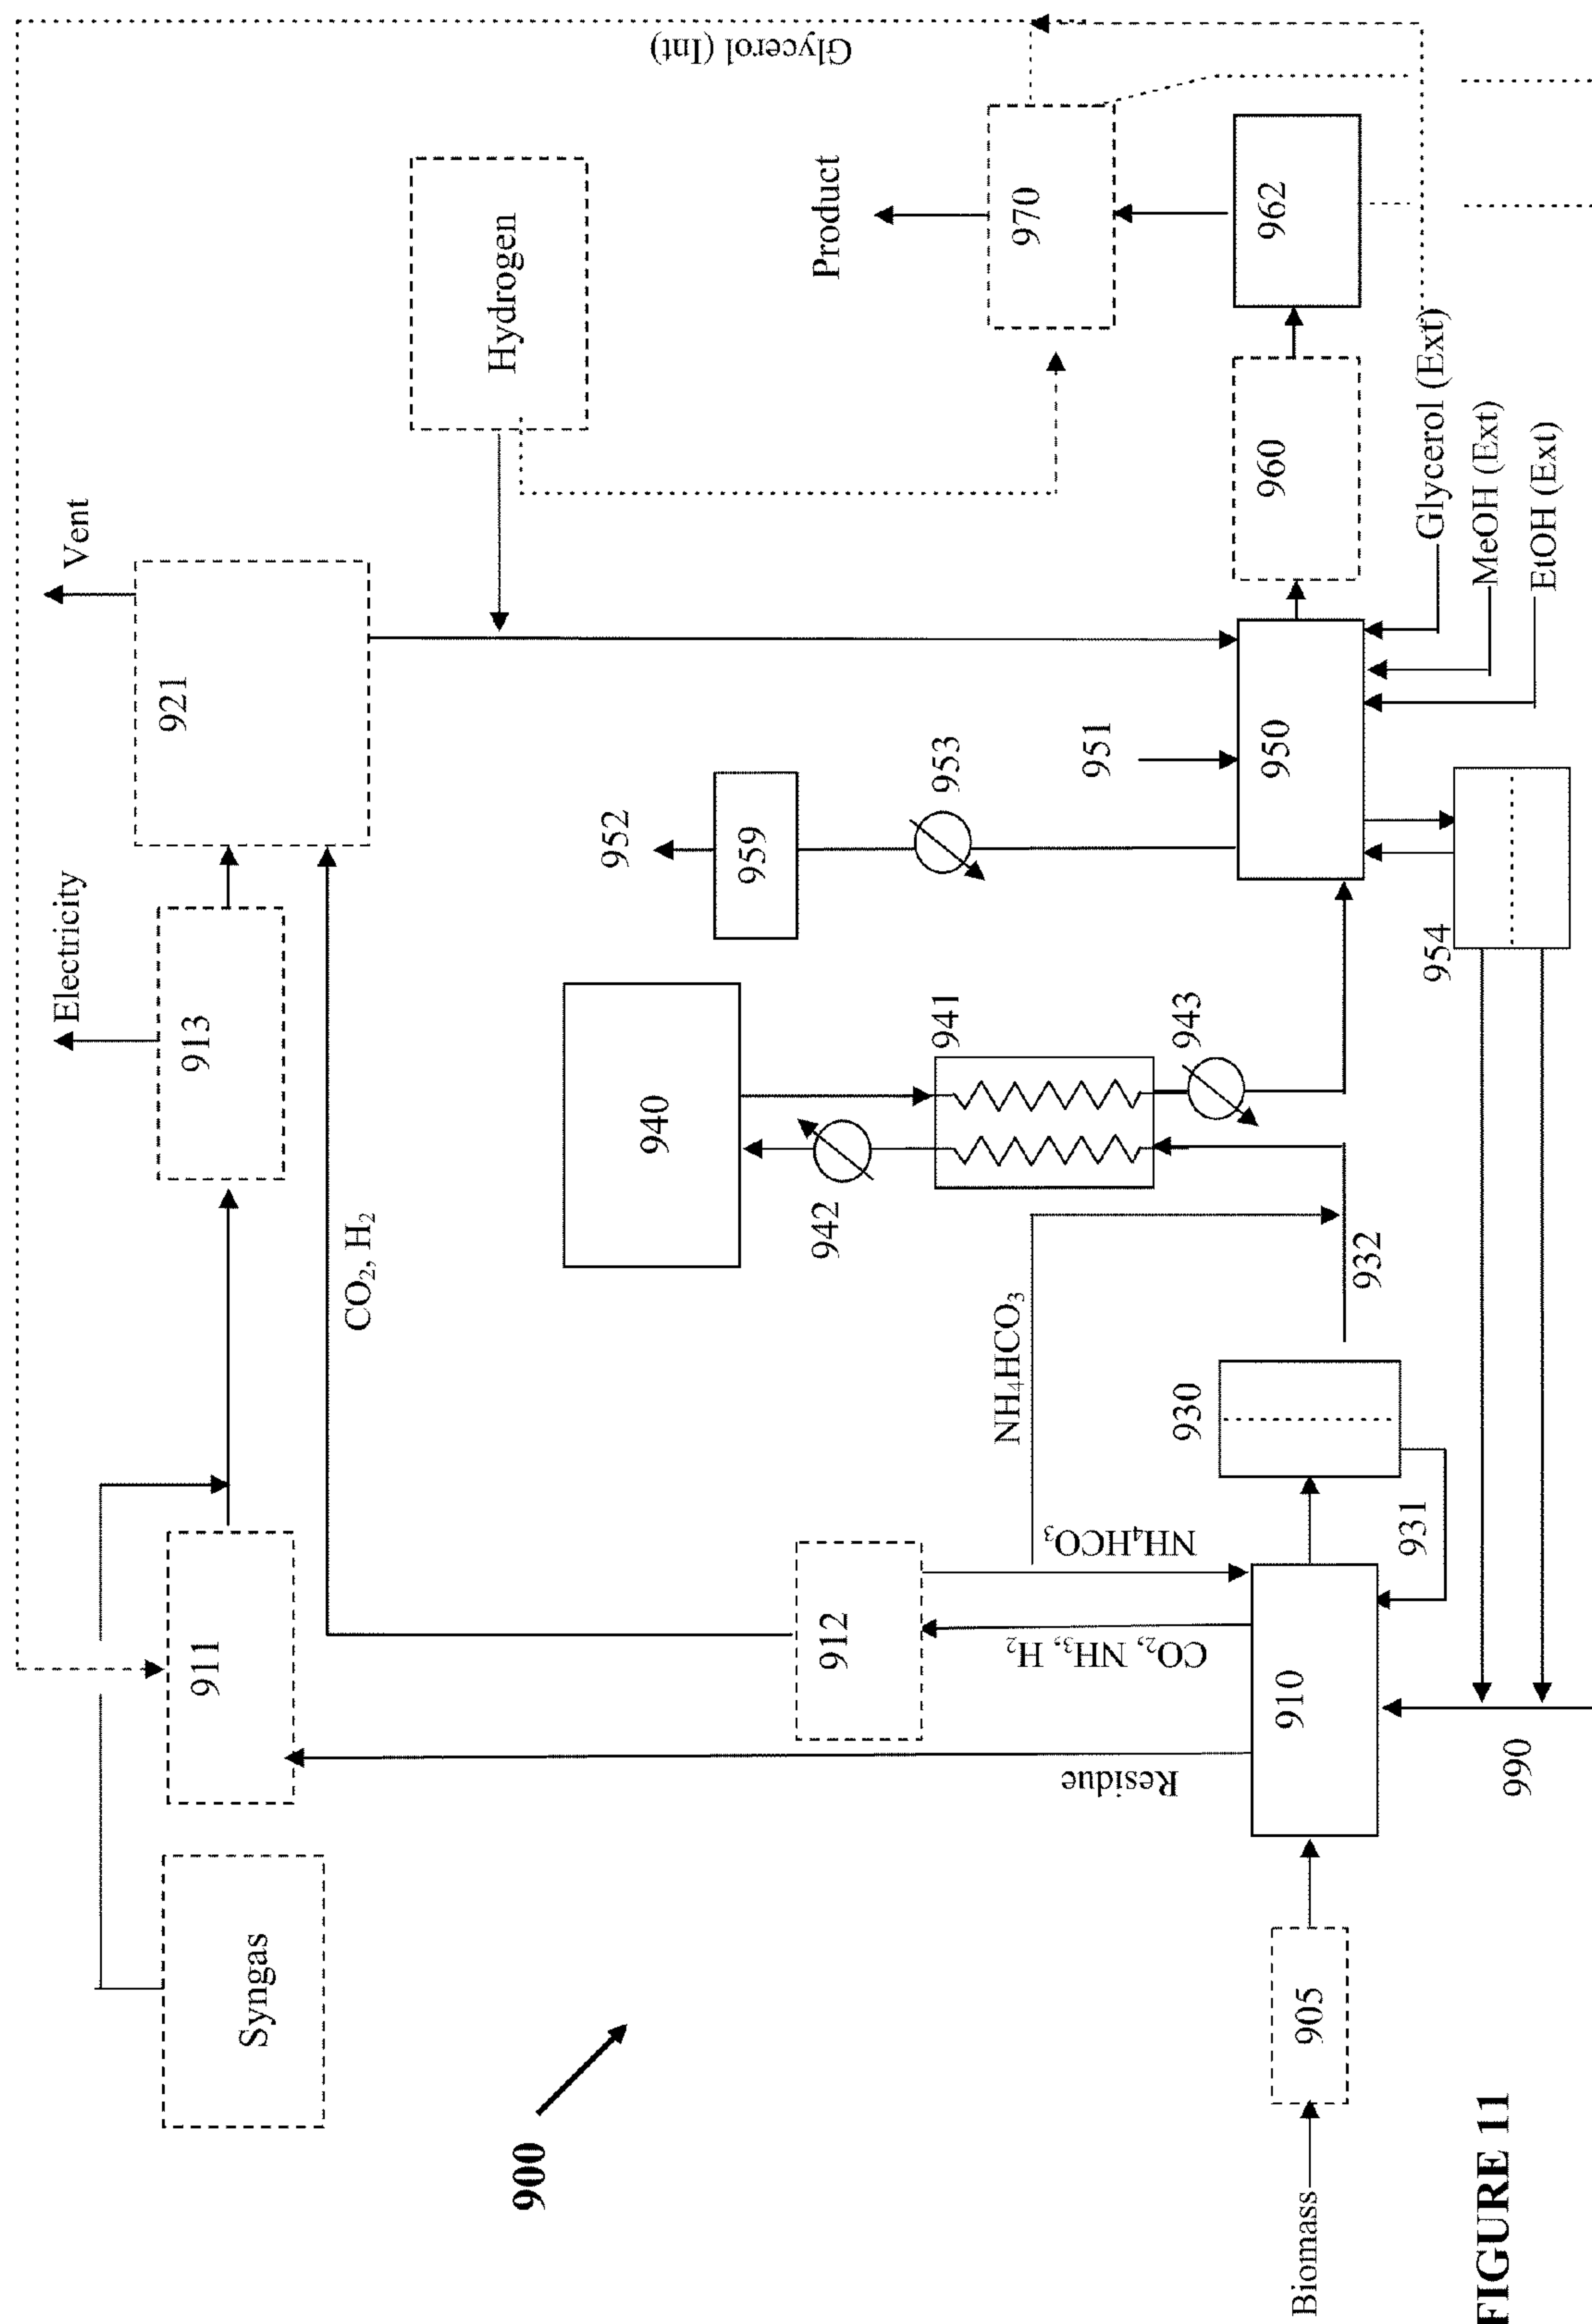 Electricity
Vent
Glycerol (Int)
Syngas
911
913
921
CO₂, H₂
Hydrogen
900
940
952
959
Product
912
942
941
953
970
NH₄HCO₃
NH₄HCO₃
CO₂, NH₃, H₂
Residue
943
951
930
905
910
950
960
962
Biomass
931
932
954
Glycerol (Ext)
MeOH (Ext)
EtOH (Ext)
990
FIGURE 11